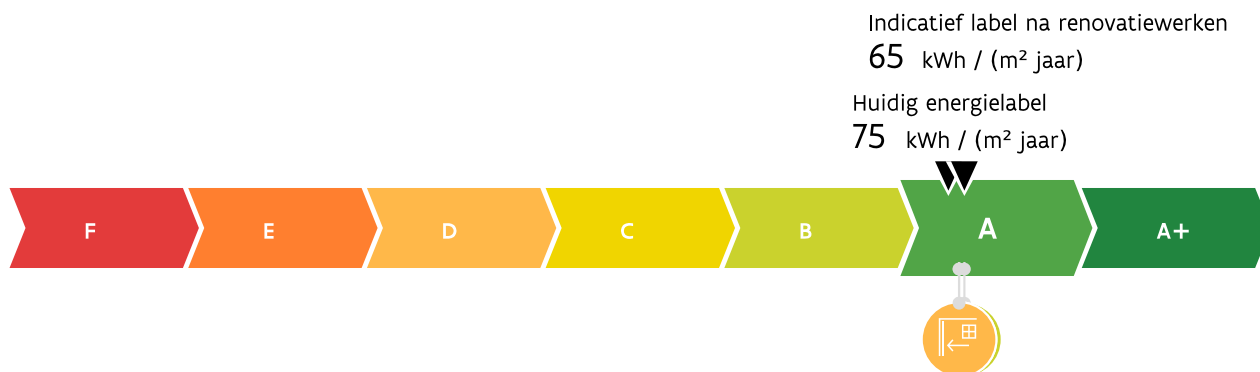 Indicatief label na renovatiewerken
65 kWh / (m² jaar)
Huidig energielabel
75 kWh / (m² jaar)
F E D C B A A+